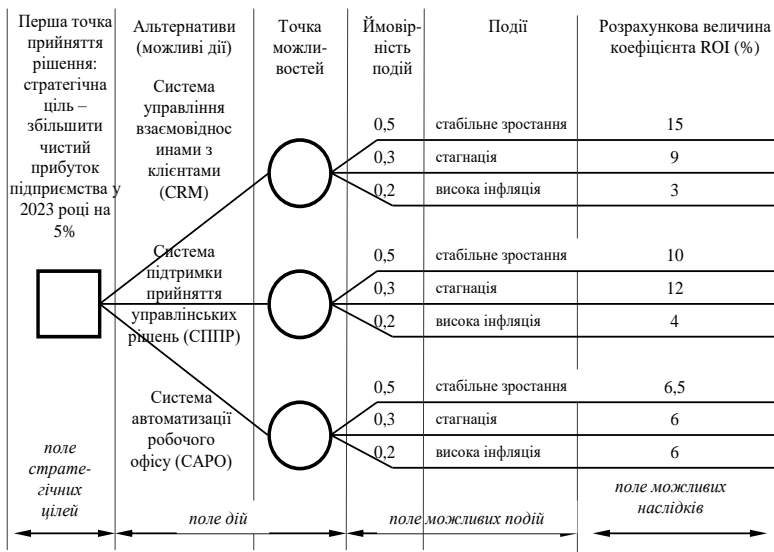 Перша точка
прийняття
рішення:
стратегічна
ціль –
збільшити
чистий
прибуток
підприємства у
2023 році на
5%
Альтернативи
(можливі дії)
Точка
можли-
востей
Ймовір-
ність
подій
Події
Розрахункова величина
коефіцієнта ROI (%)
Система
управління
взаємовіднос
инами з
клієнтами
(CRM)
0,5 стабільне зростання 15
0,3 стагнація 9
0,2 висока інфляція 3
Система
підтримки
прийняття
управлінських
рішень (СППР)
0,5 стабільне зростання 10
0,3 стагнація 12
0,2 висока інфляція 4
Система
автоматизації
робочого
офісу (САРО)
0,5 стабільне зростання 6,5
0,3 стагнація 6
0,2 висока інфляція 6
поле
страте-
гічних
цілей
поле дій
поле можливих подій
поле можливих
наслідків